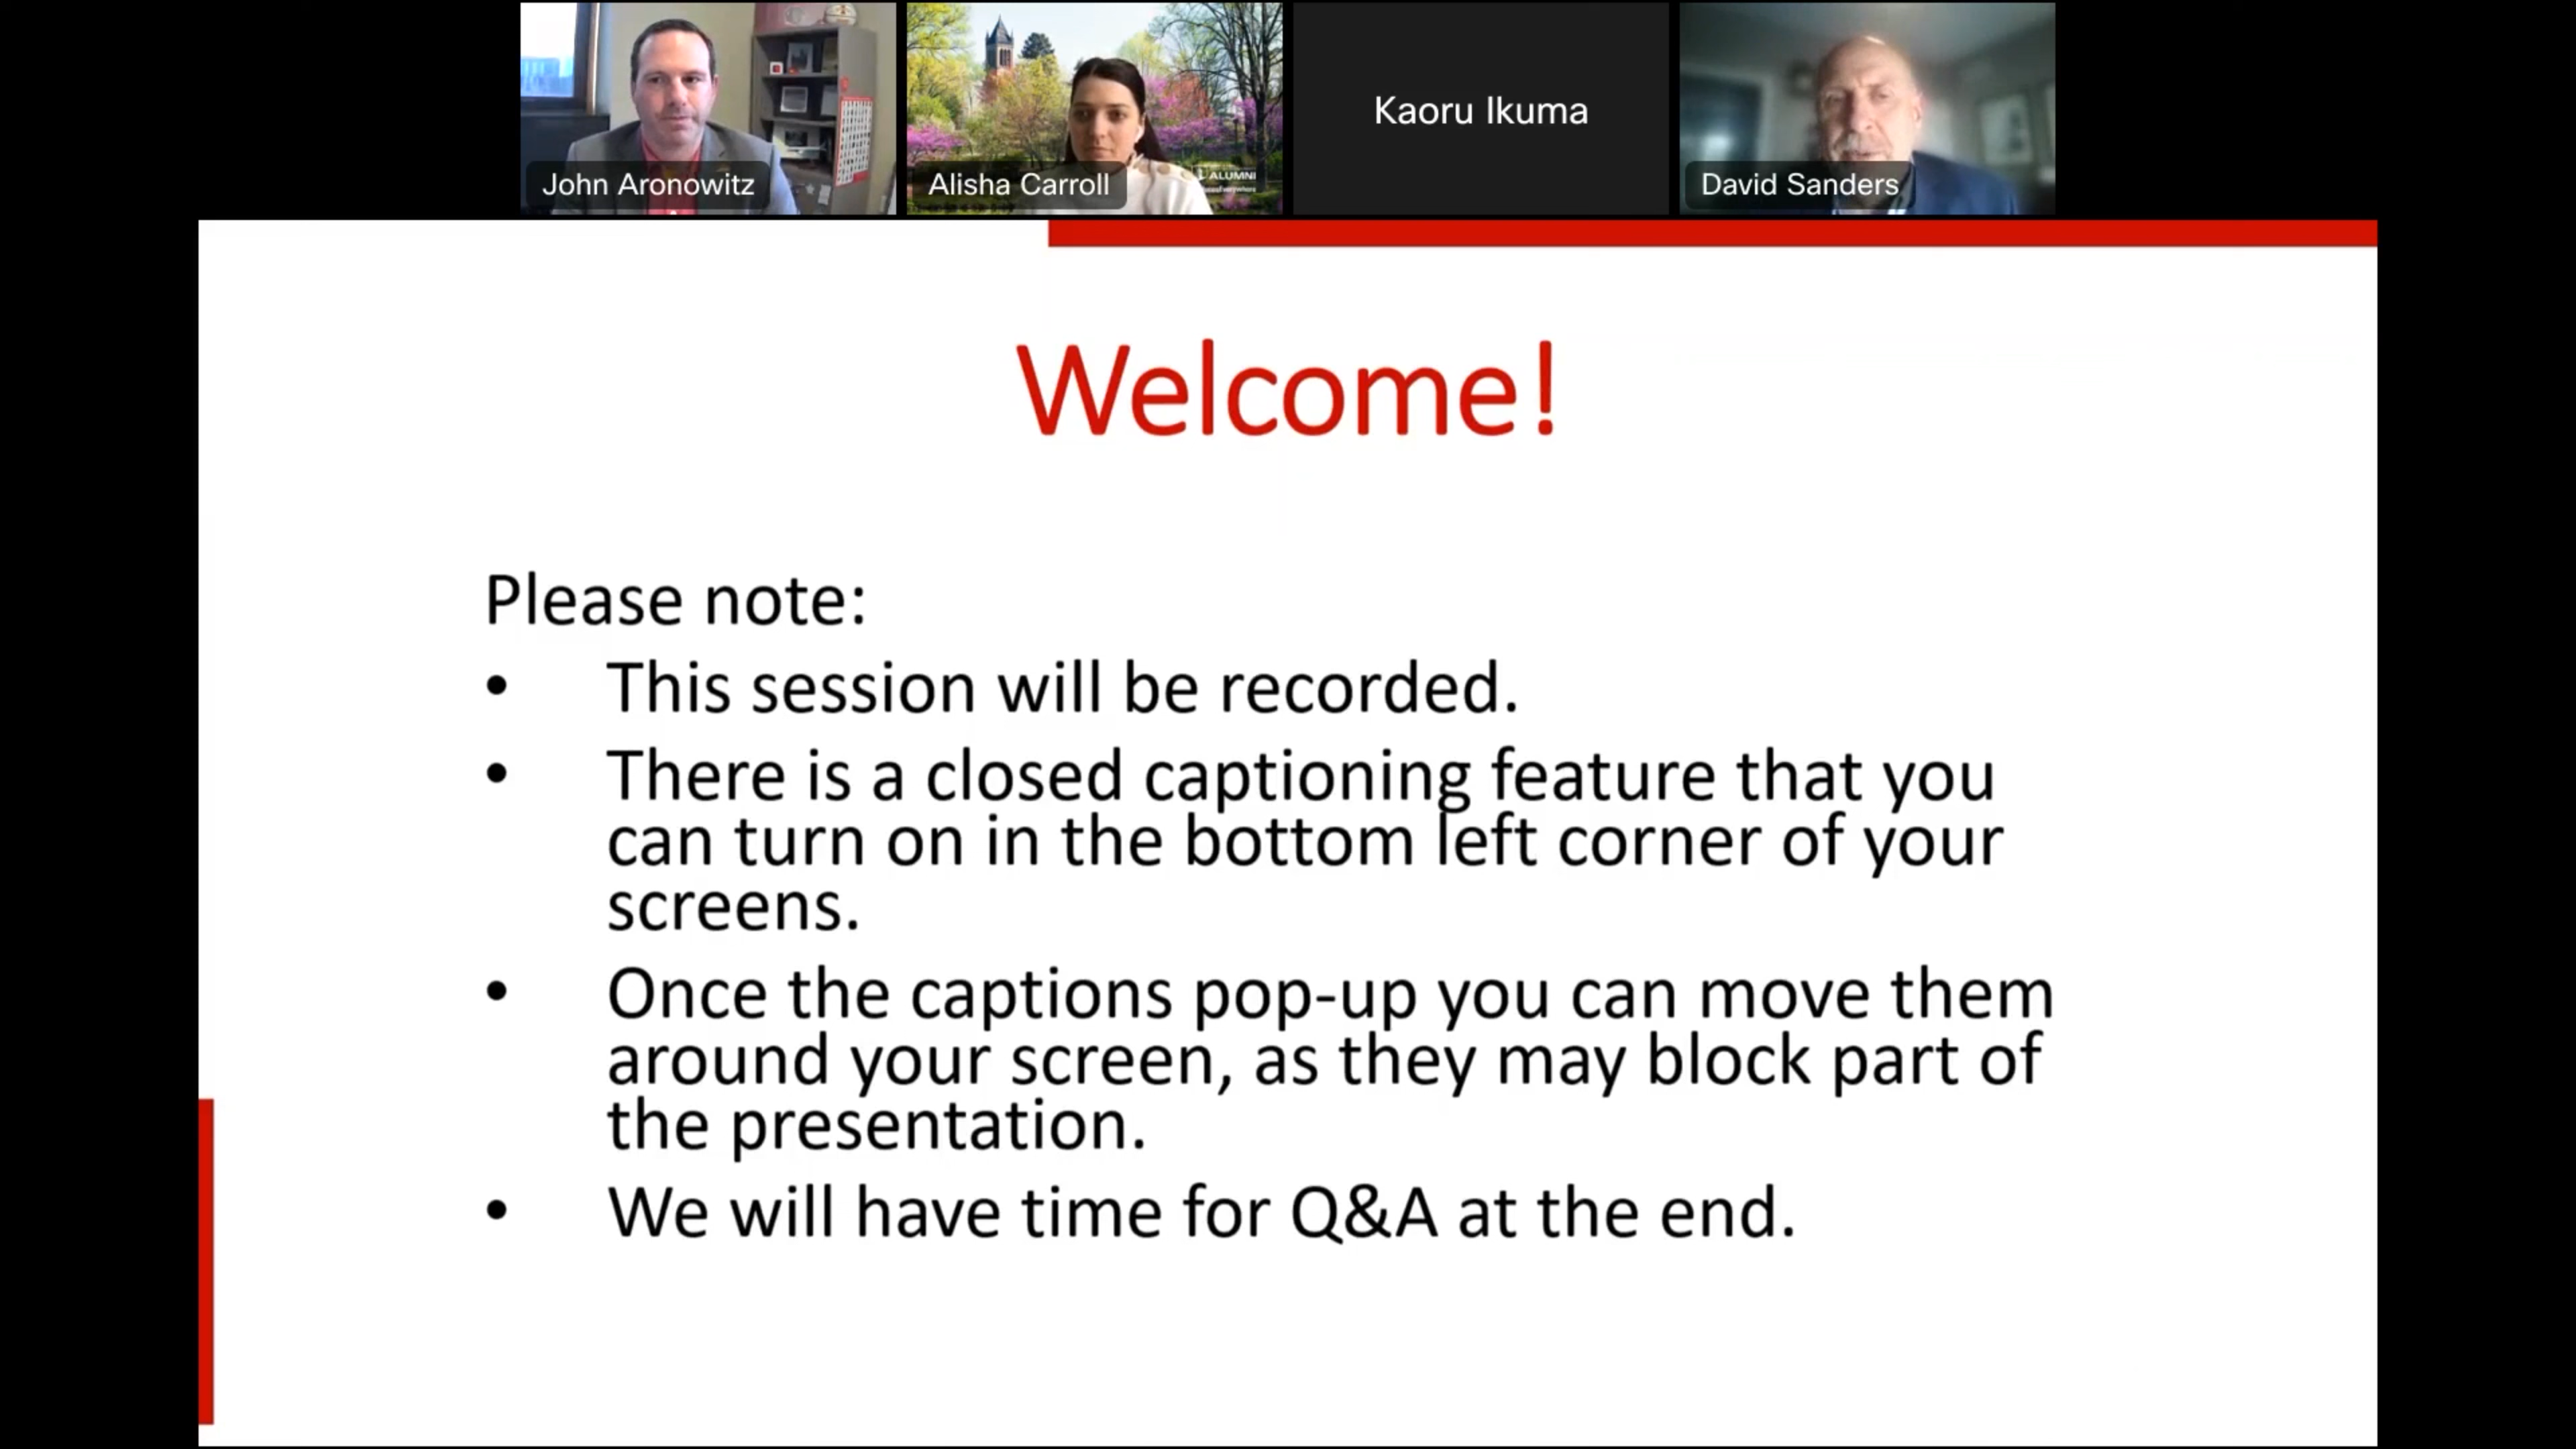 John Aronowitz
Alisha Carroll
ALUMNI
Kaoru Ikuma
David Sanders
Welcome!
Please note:
• This session will be recorded.
• There is a closed captioning feature that you
can turn on in the bottom left corner of your
screens.
• Once the captions pop-up you can move them
around your screen, as they may block part of
the presentation.
• We will have time for Q&A at the end.